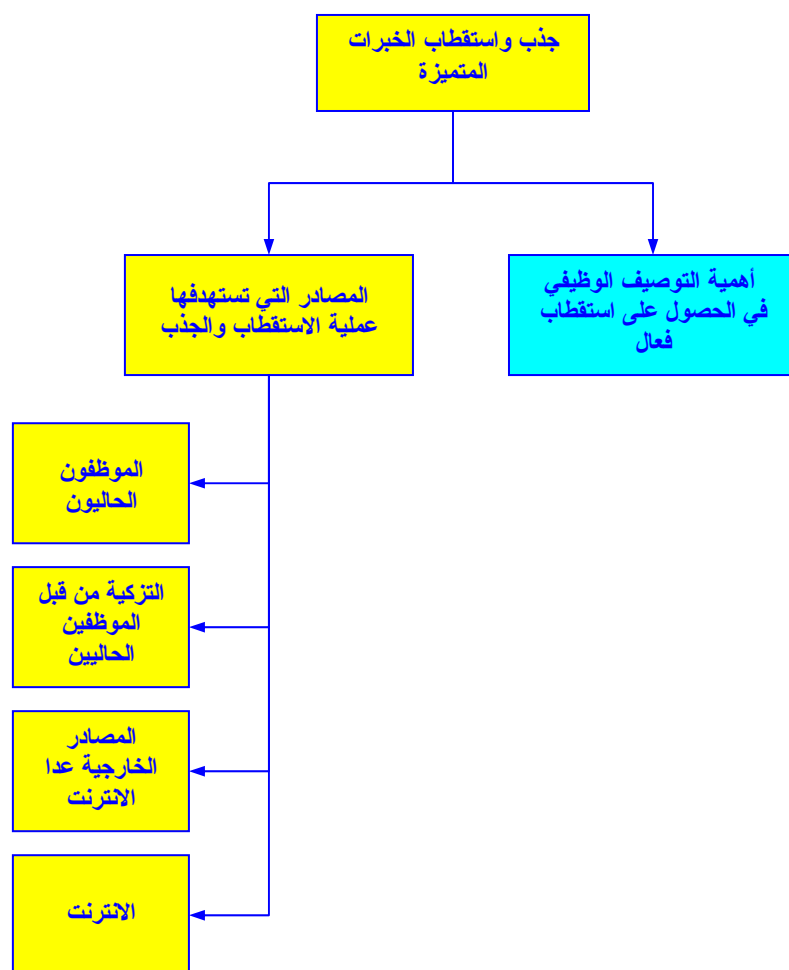 جذب واستقطاب الخبرات
المتميزة
أهمية التوصيف الوظيفي
في الحصول على استقطاب
فعال
المصادر التي تستهدفها
عملية الاستقطاب والجذب
الموظفون
الحاليون
التزكية من قبل
الموظفين
الحاليين
المصادر
الخارجية عدا
الانترنت
الانترنت